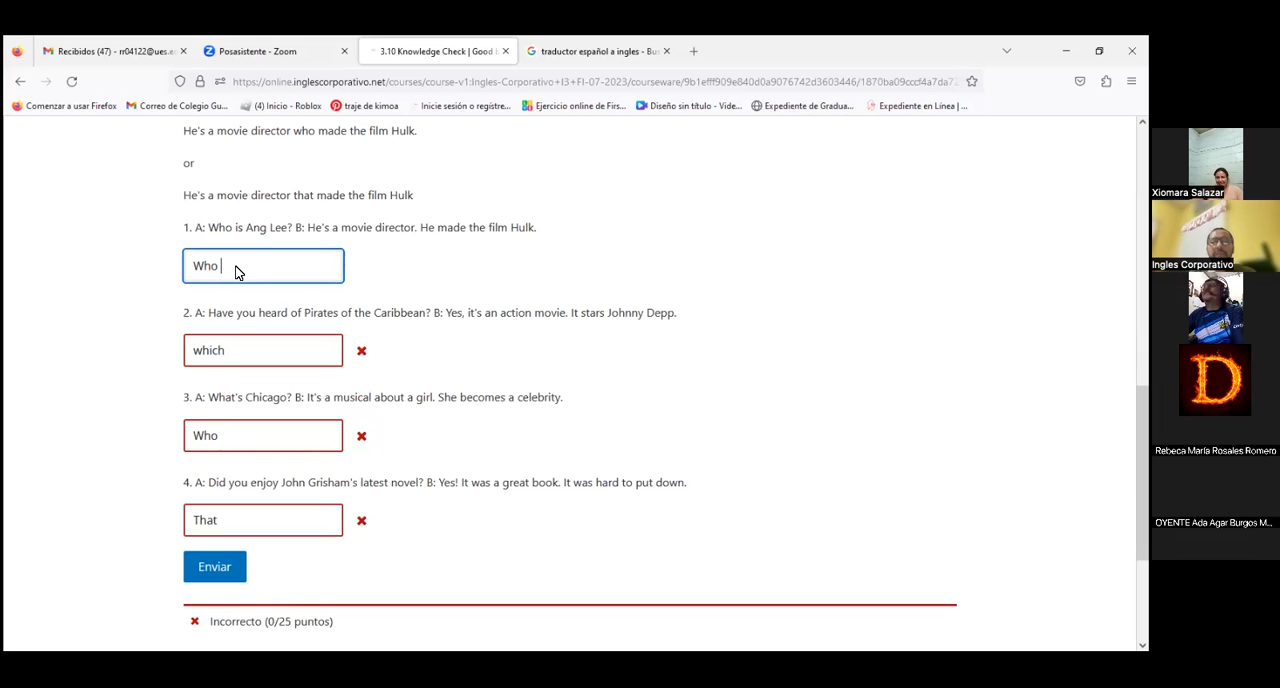 Recibidos (47) - rr04122@ues.e
Posasistente - Zoom
3.10 Knowledge Check | Good b
traductor español a ingles - Bus
https://online.inglescorporativo.net/courses/course-v1:Ingles-Corporativo+I3+FI-07-2023/courseware/9b1efff909e840d0a9076742d3603446/1870ba09cccf4a7da7
Comenzar a usar Firefox
Correo de Colegio Gu...
(4) Inicio - Roblox
traje de kimoa
Inicie sesión o regístre...
Ejercicio online de Firs...
Diseño sin título - Vide...
Expediente de Gradua...
Expediente en Línea | ...
He's a movie director who made the film Hulk.
or
He's a movie director that made the film Hulk
1. A: Who is Ang Lee? B: He's a movie director. He made the film Hulk.
Who
2. A: Have you heard of Pirates of the Caribbean? B: Yes, it's an action movie. It stars Johnny Depp.
which
3. A: What's Chicago? B: It's a musical about a girl. She becomes a celebrity.
Who
4. A: Did you enjoy John Grisham's latest novel? B: Yes! It was a great book. It was hard to put down.
That
Enviar
Incorrecto (0/25 puntos)
Xiomara Salazar
Ingles Corporativo
D
Rebeca María Rosales Romero
OYENTE Ada Agar Burgos M...